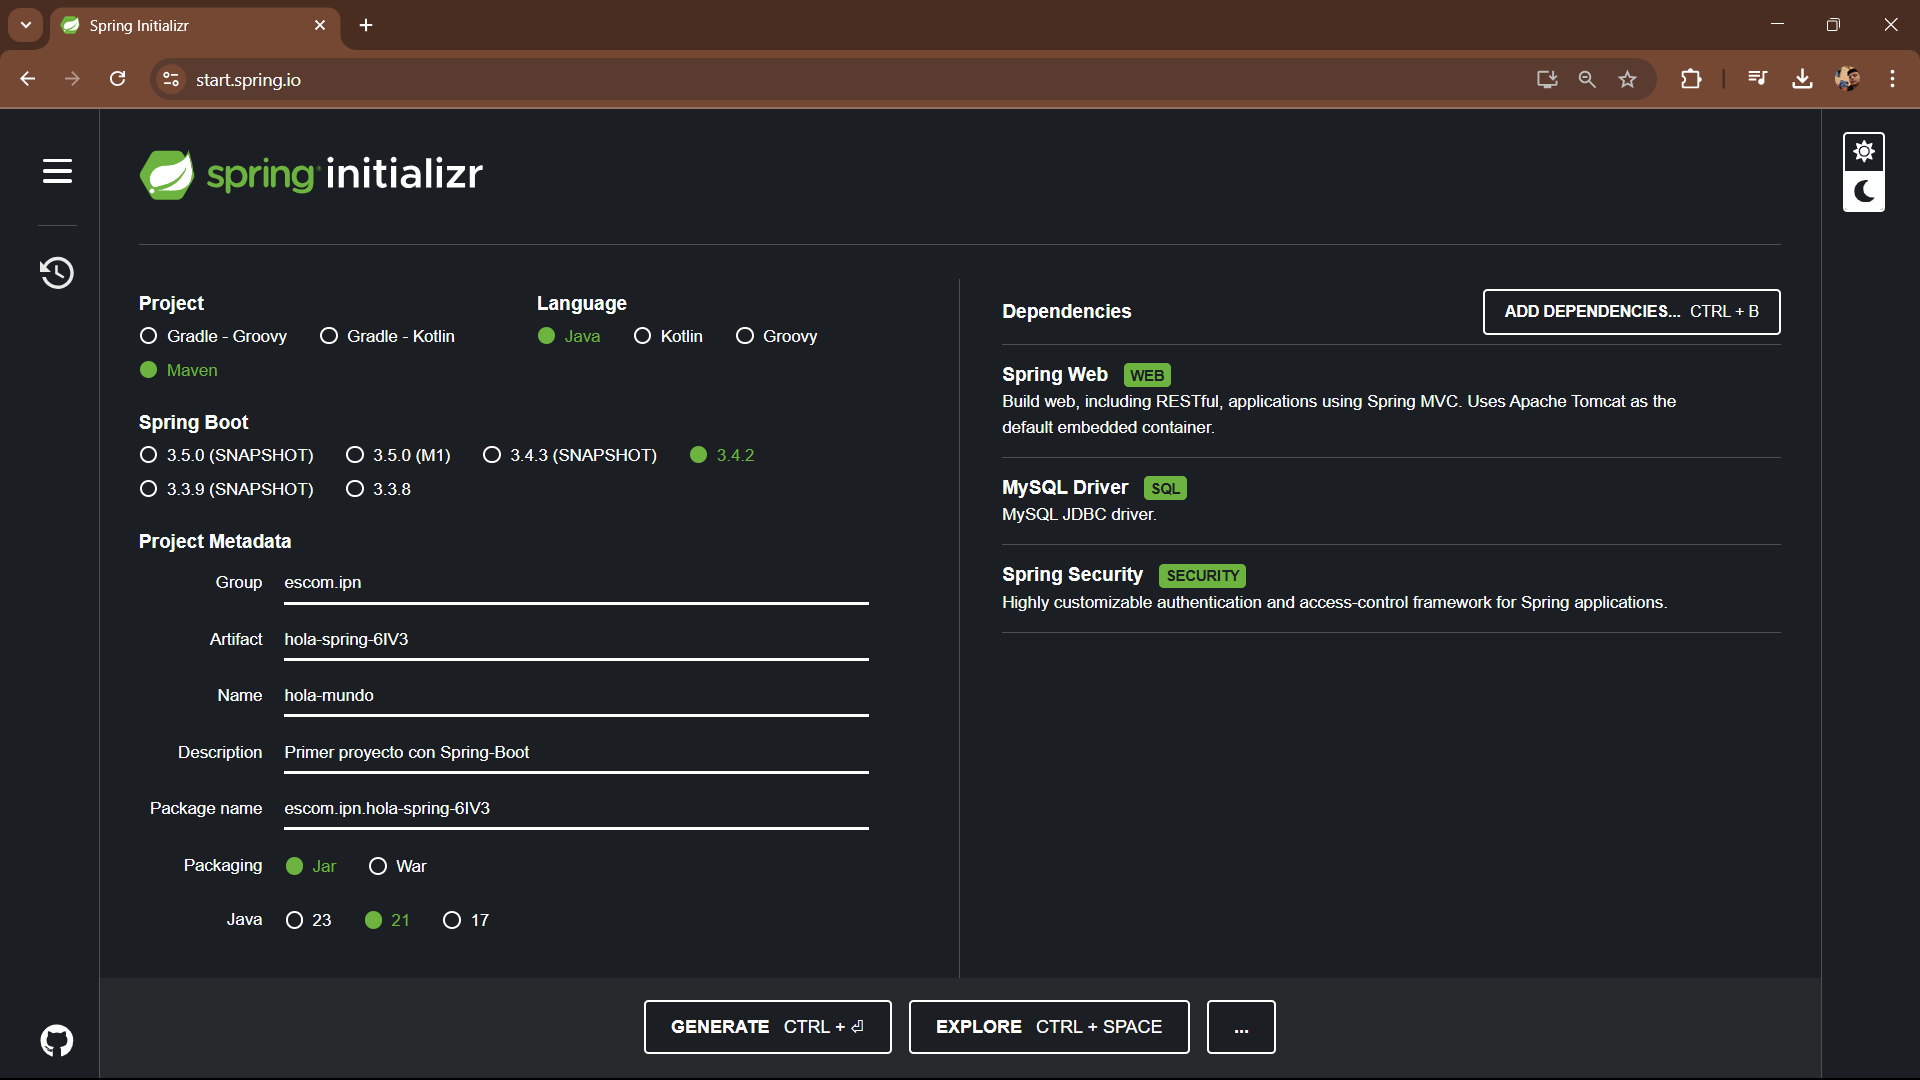 Spring Initializr
start.spring.io
spring initializr
Project
Gradle - Groovy
Gradle - Kotlin
Maven
Language
Java
Kotlin
Groovy
Spring Boot
3.5.0 (SNAPSHOT)
3.5.0 (M1)
3.4.3 (SNAPSHOT)
3.4.2
3.3.9 (SNAPSHOT)
3.3.8
Project Metadata
Group escom.ipn
Artifact hola-spring-6IV3
Name hola-mundo
Description Primer proyecto con Spring-Boot
Package name escom.ipn.hola-spring-6IV3
Packaging Jar War
Java 23 21 17
Dependencies
ADD DEPENDENCIES... CTRL + B
Spring Web WEB
Build web, including RESTful, applications using Spring MVC. Uses Apache Tomcat as the
default embedded container.
MySQL Driver SQL
MySQL JDBC driver.
Spring Security SECURITY
Highly customizable authentication and access-control framework for Spring applications.
GENERATE CTRL + ⏎
EXPLORE CTRL + SPACE
...